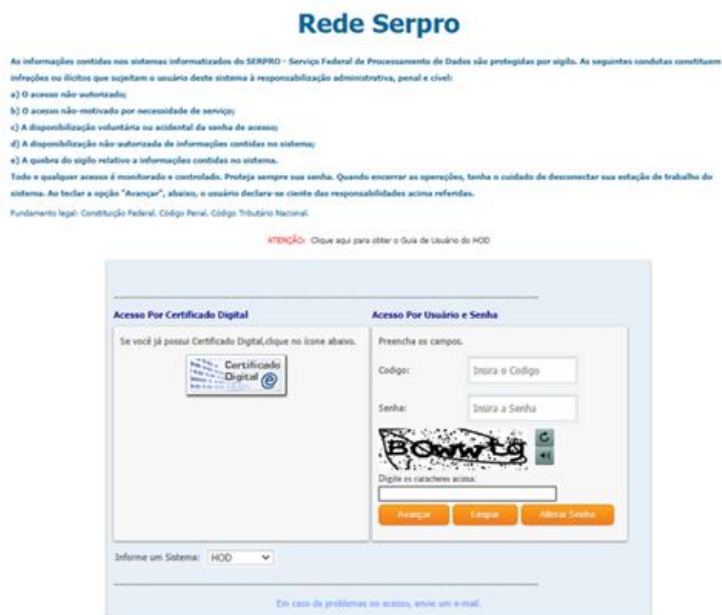 Rede Serpro
As informações contidas nos sistemas informatizados do SERPRO - Serviço Federal de Processamento de Dados são protegidas por sigilo. As seguintes condutas constituem
infrações ou ilícitos que sujeitam o usuário deste sistema à responsabilização administrativa, penal e cível:
a) O acesso não-autorizado;
b) O acesso não-motivado por necessidade de serviço;
c) A disponibilização voluntária ou acidental da senha de acesso;
d) A disponibilização não-autorizada de informações contidas no sistema;
e) A quebra do sigilo relativo a informações contidas no sistema.
Todo e qualquer acesso é monitorado e controlado. Proteja sempre sua senha. Quando encerrar as operações, tenha o cuidado de desconectar sua estação de trabalho do
sistema. Ao teclar a opção "Avançar", abaixo, o usuário declara-se ciente das responsabilidades acima referidas.
Fundamento legal: Constituição Federal. Código Penal. Código Tributário Nacional.
ATENÇÃO: Clique aqui para obter o Guia de Usuário do HOD
Acesso Por Certificado Digital
Se você já possui Certificado Digital,clique no ícone abaixo.
Certificado
Digital
Acesso Por Usuário e Senha
Preencha os campos.
Codigo: Insira o Codigo
Senha: Insira a Senha
BOwwtg
Digite os caracteres acima:
Avançar Limpar Alterar Senha
Informe um Sistema: HOD
Em caso de problemas no acesso, envie um e-mail.